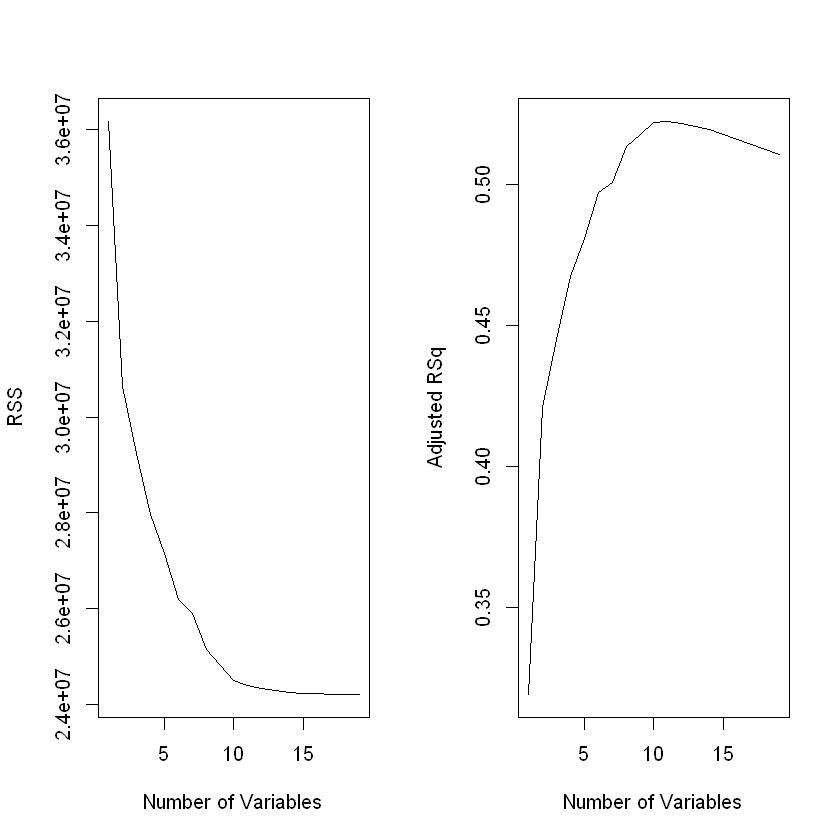 RSS
2.4e+07 2.6e+07 2.8e+07 3.0e+07 3.2e+07 3.4e+07 3.6e+07
5 10 15
Number of Variables
Adjusted RSq
0.35 0.40 0.45 0.50
5 10 15
Number of Variables